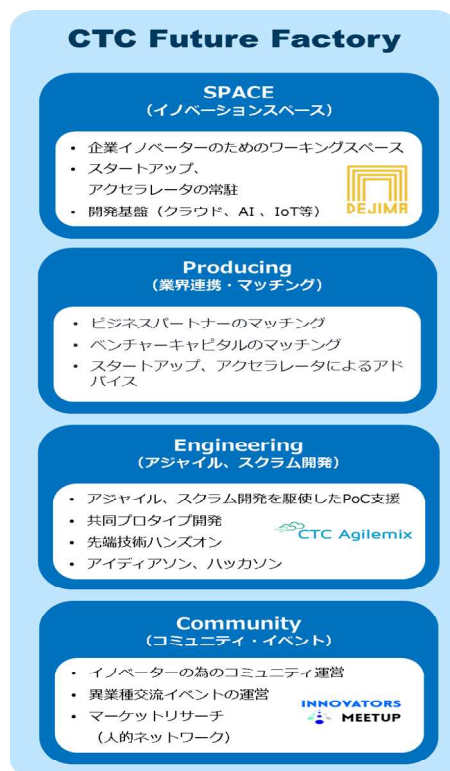 CTC Future Factory
SPACE
（イノベーションスペース）
• 企業イノベーターのためのワーキングスペース
• スタートアップ、
アクセラレータの常駐
• 開発基盤（クラウド、AI 、IoT等）
DEJIMA
Producing
（業界連携・マッチング）
• ビジネスパートナーのマッチング
• ベンチャーキャピタルのマッチング
• スタートアップ、アクセラレータによるアド
バイス
Engineering
（アジャイル、スクラム開発）
• アジャイル、スクラム開発を駆使したPoC支援
• 共同プロタイプ開発
• 先端技術ハンズオン
• アイディアソン、ハッカソン
CTC Agilemix
Community
（コミュニティ・イベント）
• イノベーターの為のコミュニティ運営
• 異業種交流イベントの運営
• マーケットリサーチ
（人的ネットワーク）
INNOVATORS
MEETUP